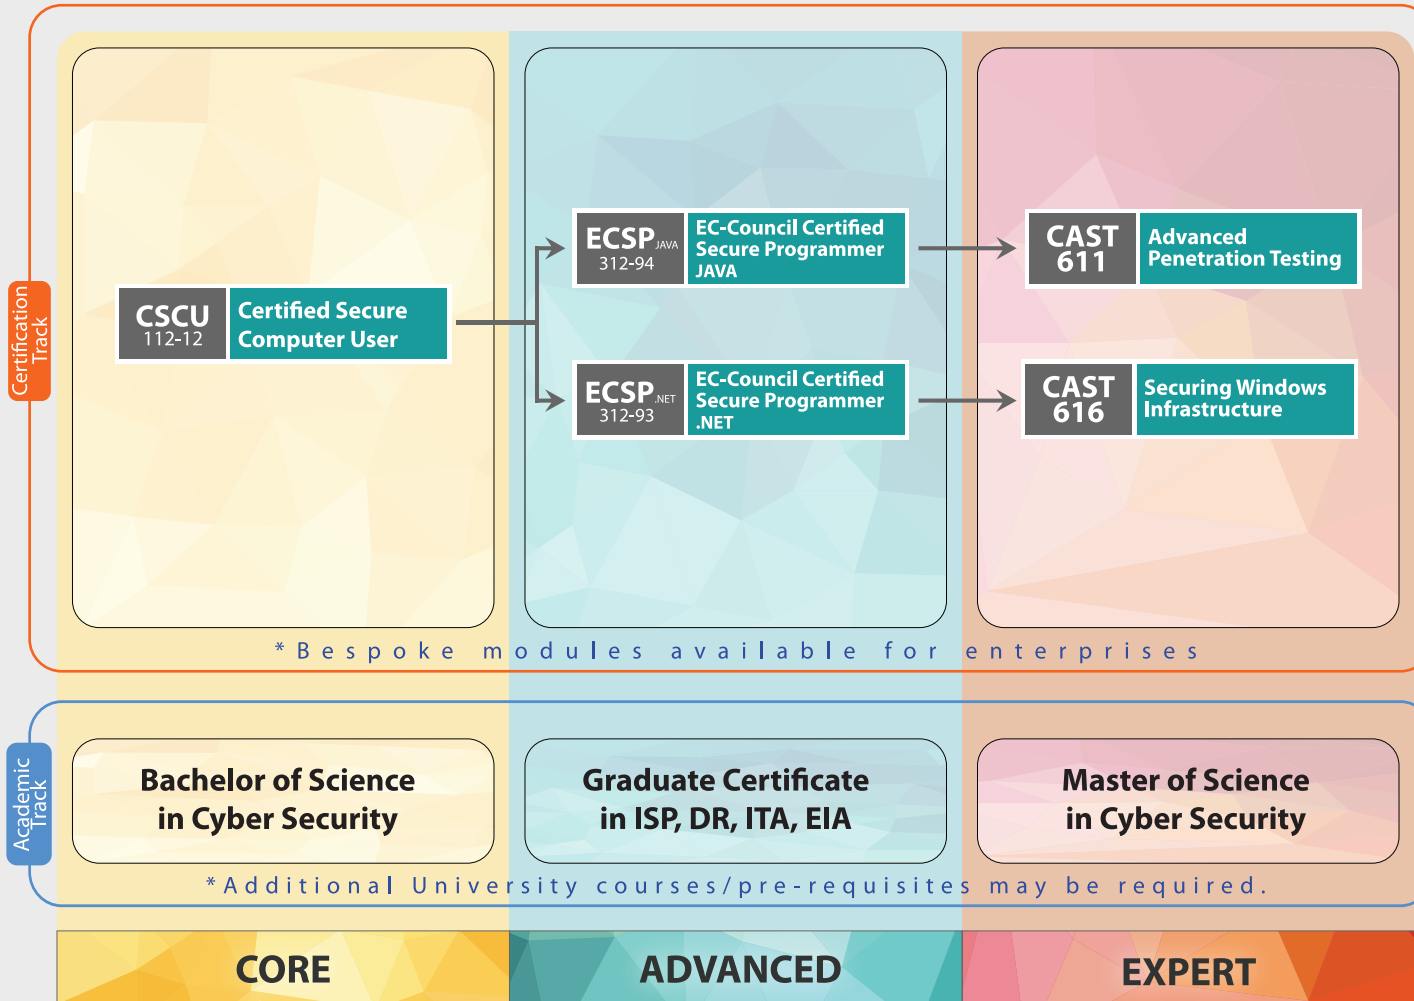 Certification
Track
CSCU
112-12
Certified Secure
Computer User
ECSP JAVA
312-94
EC-Council Certified
Secure Programmer
JAVA
ECSP .NET
312-93
EC-Council Certified
Secure Programmer
.NET
CAST
611
Advanced
Penetration Testing
CAST
616
Securing Windows
Infrastructure
* Bespoke modules available for enterprises
Academic
Track
Bachelor of Science
in Cyber Security
Graduate Certificate
in ISP, DR, ITA, EIA
Master of Science
in Cyber Security
* Additional University courses/pre-requisites may be required.
CORE
ADVANCED
EXPERT